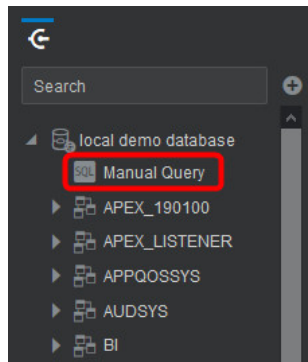 Search
local demo database
SQL Manual Query
APEX_190100
APEX_LISTENER
APPQOSSYS
AUDSYS
BI